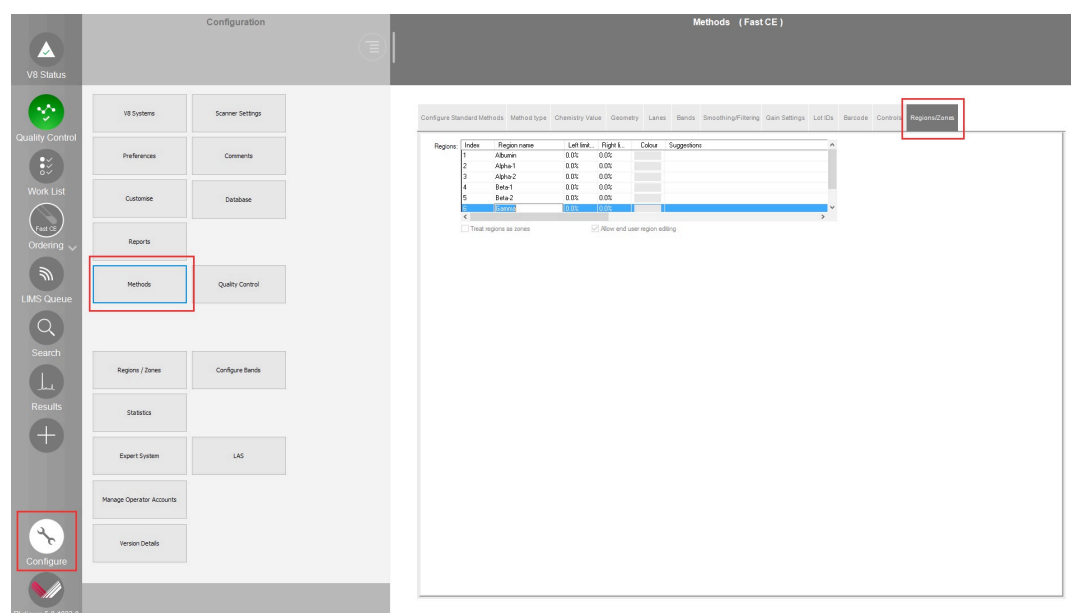 Configuration
Methods ( Fast CE )
V8 Status
Quality Control
Work List
Fast CE
Ordering
LIMS Queue
Search
Results
Configure
V8 Systems
Scanner Settings
Preferences
Comments
Customise
Database
Reports
Methods
Quality Control
Regions / Zones
Configure Bands
Statistics
Expert System
LAS
Manage Operator Accounts
Version Details
Configure Standard Methods Method type Chemistry Value Geometry Lanes Bands Smoothing/Filtering Gain Settings Lot IDs Barcode Controls Regions/Zones
Regions: Index Region name Left limit... Right li... Colour Suggestions
1 Albumin 0.0% 0.0%
2 Alpha-1 0.0% 0.0%
3 Alpha-2 0.0% 0.0%
4 Beta-1 0.0% 0.0%
5 Beta-2 0.0% 0.0%
6 Gamma 0.0% 0.0%
Treat regions as zones Allow end user region editing